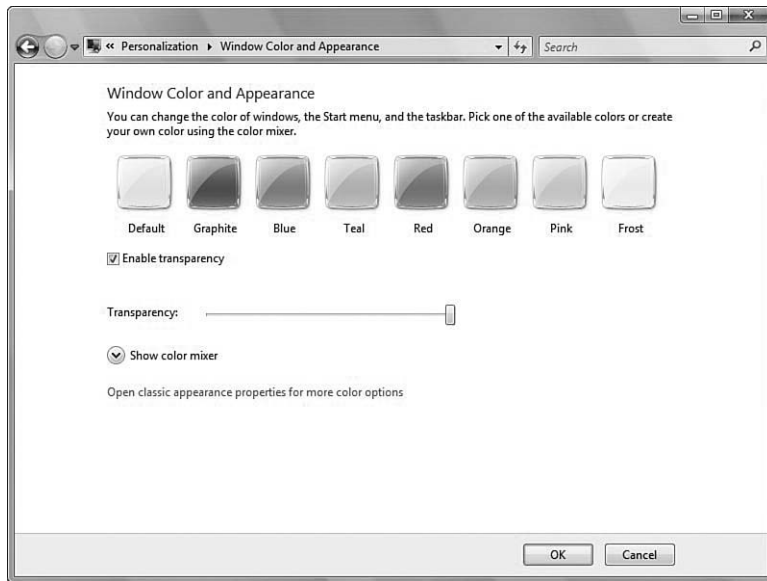 « Personalization ▸ Window Color and Appearance
Search
Window Color and Appearance
You can change the color of windows, the Start menu, and the taskbar. Pick one of the available colors or create
your own color using the color mixer.
Default Graphite Blue Teal Red Orange Pink Frost
Enable transparency
Transparency:
Show color mixer
Open classic appearance properties for more color options
OK Cancel